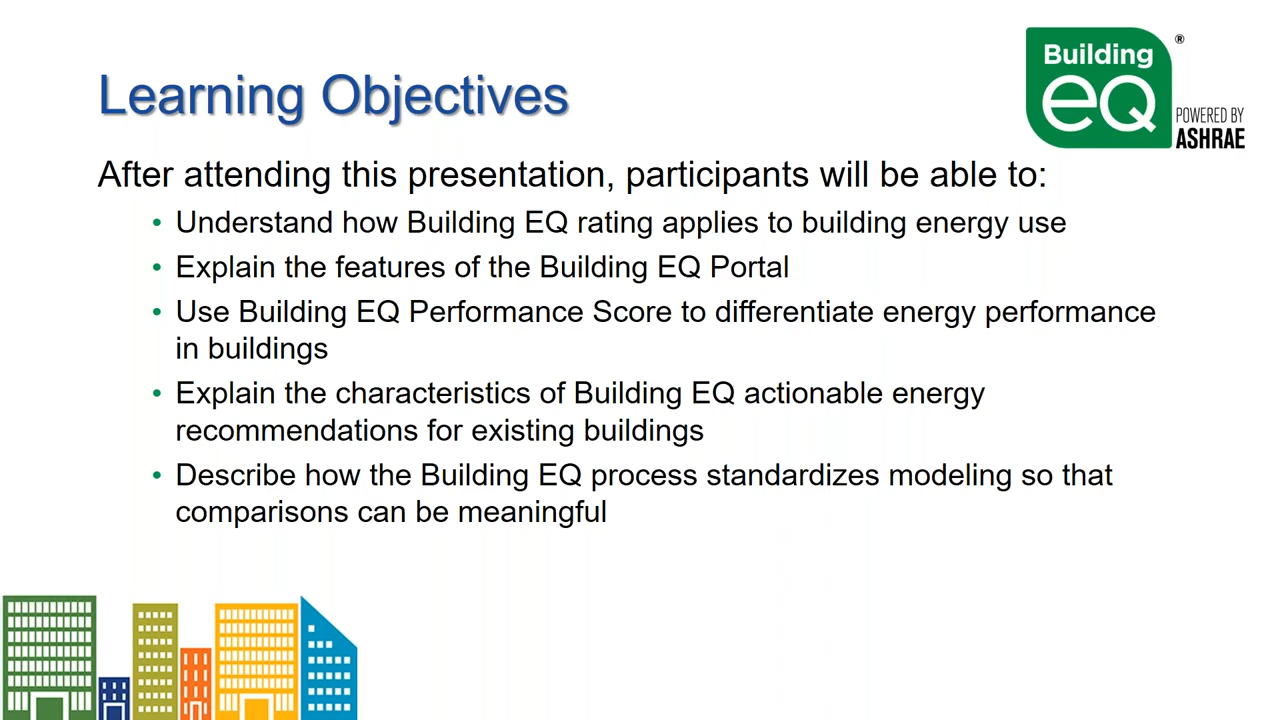 Learning Objectives
Building
eQ
®
POWERED BY
ASHRAE
After attending this presentation, participants will be able to:
• Understand how Building EQ rating applies to building energy use
• Explain the features of the Building EQ Portal
• Use Building EQ Performance Score to differentiate energy performance
in buildings
• Explain the characteristics of Building EQ actionable energy
recommendations for existing buildings
• Describe how the Building EQ process standardizes modeling so that
comparisons can be meaningful